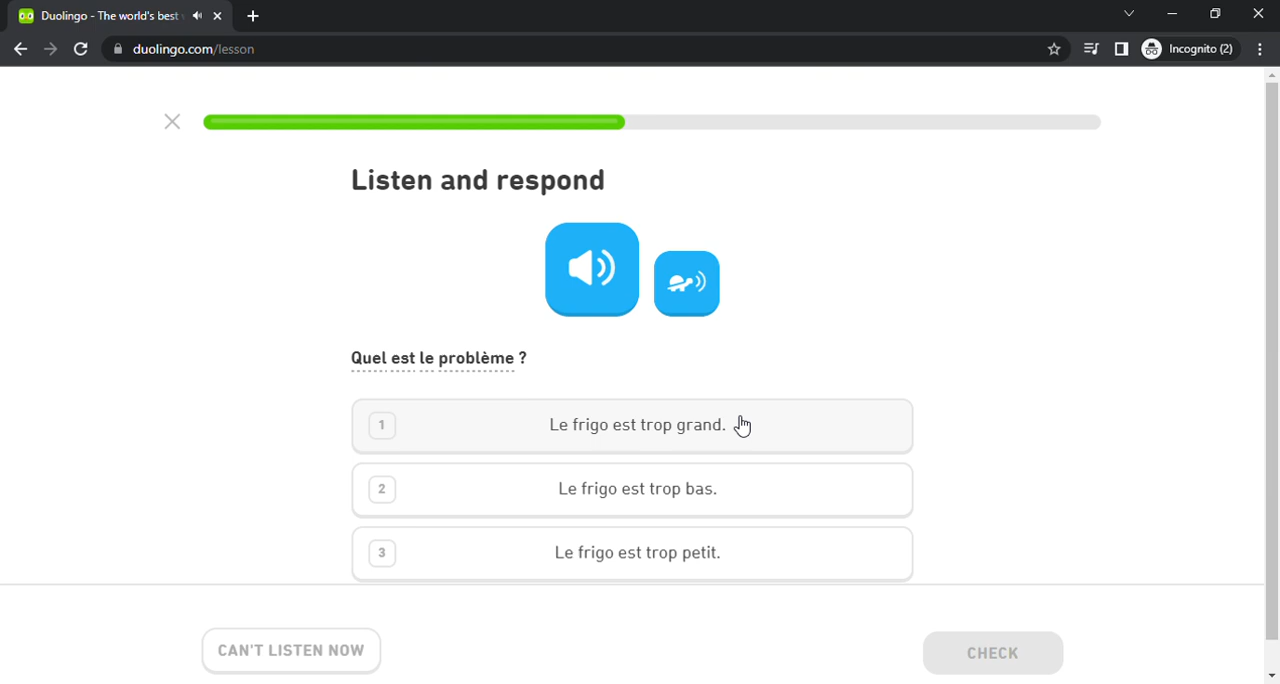 Duolingo - The world's best
duolingo.com/lesson
Incognito (2)
Listen and respond
Quel est le problème ?
1 Le frigo est trop grand.
2 Le frigo est trop bas.
3 Le frigo est trop petit.
CAN'T LISTEN NOW
CHECK